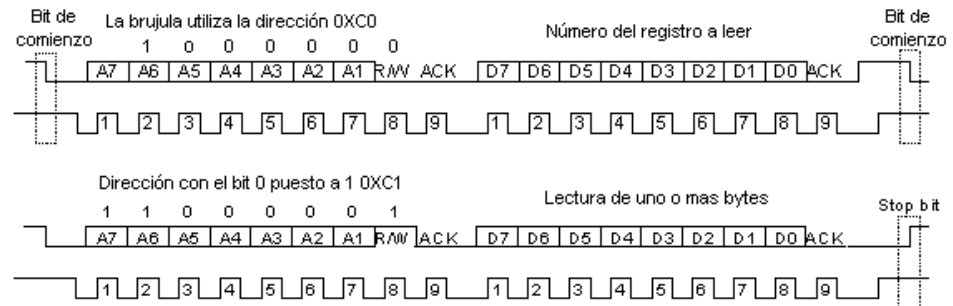 Bit de comienzo
La brujula utiliza la dirección 0XC0
1 0 0 0 0 0 0
Número del registro a leer
Bit de comienzo
A7 A6 A5 A4 A3 A2 A1 R/W ACK D7 D6 D5 D4 D3 D2 D1 D0 ACK
1 2 3 4 5 6 7 8 9 1 2 3 4 5 6 7 8 9
Dirección con el bit 0 puesto a 1 0XC1
1 1 0 0 0 0 0 1
Lectura de uno o mas bytes
Stop bit
A7 A6 A5 A4 A3 A2 A1 R/W ACK D7 D6 D5 D4 D3 D2 D1 D0 ACK
1 2 3 4 5 6 7 8 9 1 2 3 4 5 6 7 8 9